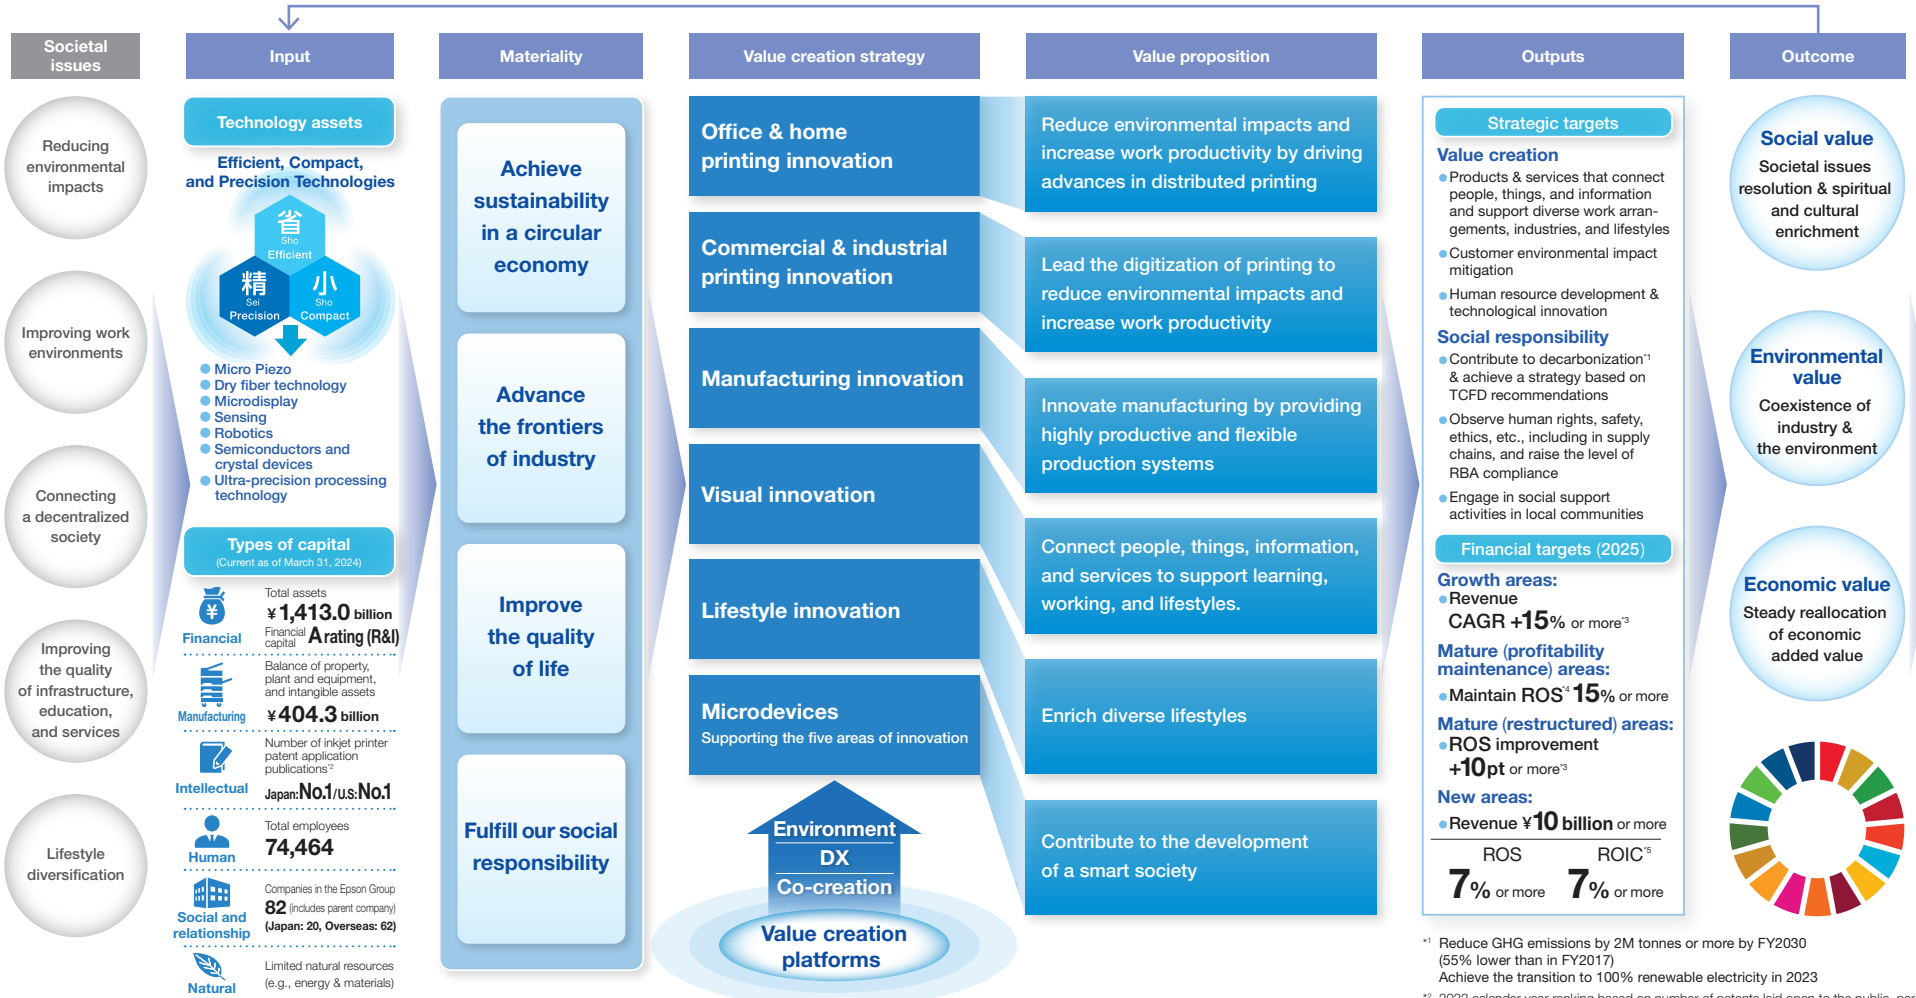 Societal
issues
Input
Materiality
Value creation strategy
Value proposition
Outputs
Outcome
Reducing
environmental
impacts
Improving work
environments
Connecting
a decentralized
society
Improving
the quality
of infrastructure,
education,
and services
Lifestyle
diversification
Technology assets
Efficient, Compact,
and Precision Technologies
省
Sho
Efficient
精
Sei
Precision
小
Sho
Compact
Micro Piezo
Dry fiber technology
Microdisplay
Sensing
Robotics
Semiconductors and
crystal devices
Ultra-precision processing
technology
Types of capital
(Current as of March 31, 2024)
¥
Financial
Total assets
¥1,413.0 billion
Financial capital A rating (R&I)
Manufacturing
Balance of property,
plant and equipment,
and intangible assets
¥404.3 billion
Intellectual
Number of inkjet printer
patent application
publications*2
Japan: No.1/U.S: No.1
Human
Total employees
74,464
Social and
relationship
Companies in the Epson Group
82 (includes parent company)
(Japan: 20, Overseas: 62)
Natural
Limited natural resources
(e.g., energy & materials)
Achieve
sustainability
in a circular
economy
Advance
the frontiers
of industry
Improve
the quality
of life
Fulfill our social
responsibility
Office & home
printing innovation
Commercial & industrial
printing innovation
Manufacturing innovation
Visual innovation
Lifestyle innovation
Microdevices
Supporting the five areas of innovation
Environment
DX
Co-creation
Value creation
platforms
Reduce environmental impacts and
increase work productivity by driving
advances in distributed printing
Lead the digitization of printing to
reduce environmental impacts and
increase work productivity
Innovate manufacturing by providing
highly productive and flexible
production systems
Connect people, things, information,
and services to support learning,
working, and lifestyles.
Enrich diverse lifestyles
Contribute to the development
of a smart society
Strategic targets
Value creation
Products & services that connect
people, things, and information
and support diverse work arran-
gements, industries, and lifestyles
Customer environmental impact
mitigation
Human resource development &
technological innovation
Social responsibility
Contribute to decarbonization*1
& achieve a strategy based on
TCFD recommendations
Observe human rights, safety,
ethics, etc., including in supply
chains, and raise the level of
RBA compliance
Engage in social support
activities in local communities
Financial targets (2025)
Growth areas:
Revenue
CAGR +15% or more*3
Mature (profitability
maintenance) areas:
Maintain ROS*4 15% or more
Mature (restructured) areas:
ROS improvement
+10pt or more*3
New areas:
Revenue ¥10 billion or more
ROS
7% or more
ROIC*5
7% or more
Social value
Societal issues
resolution & spiritual
and cultural
enrichment
Environmental
value
Coexistence of
industry &
the environment
Economic value
Steady reallocation
of economic
added value
*1 Reduce GHG emissions by 2M tonnes or more by FY2030
(55% lower than in FY2017)
Achieve the transition to 100% renewable electricity in 2023